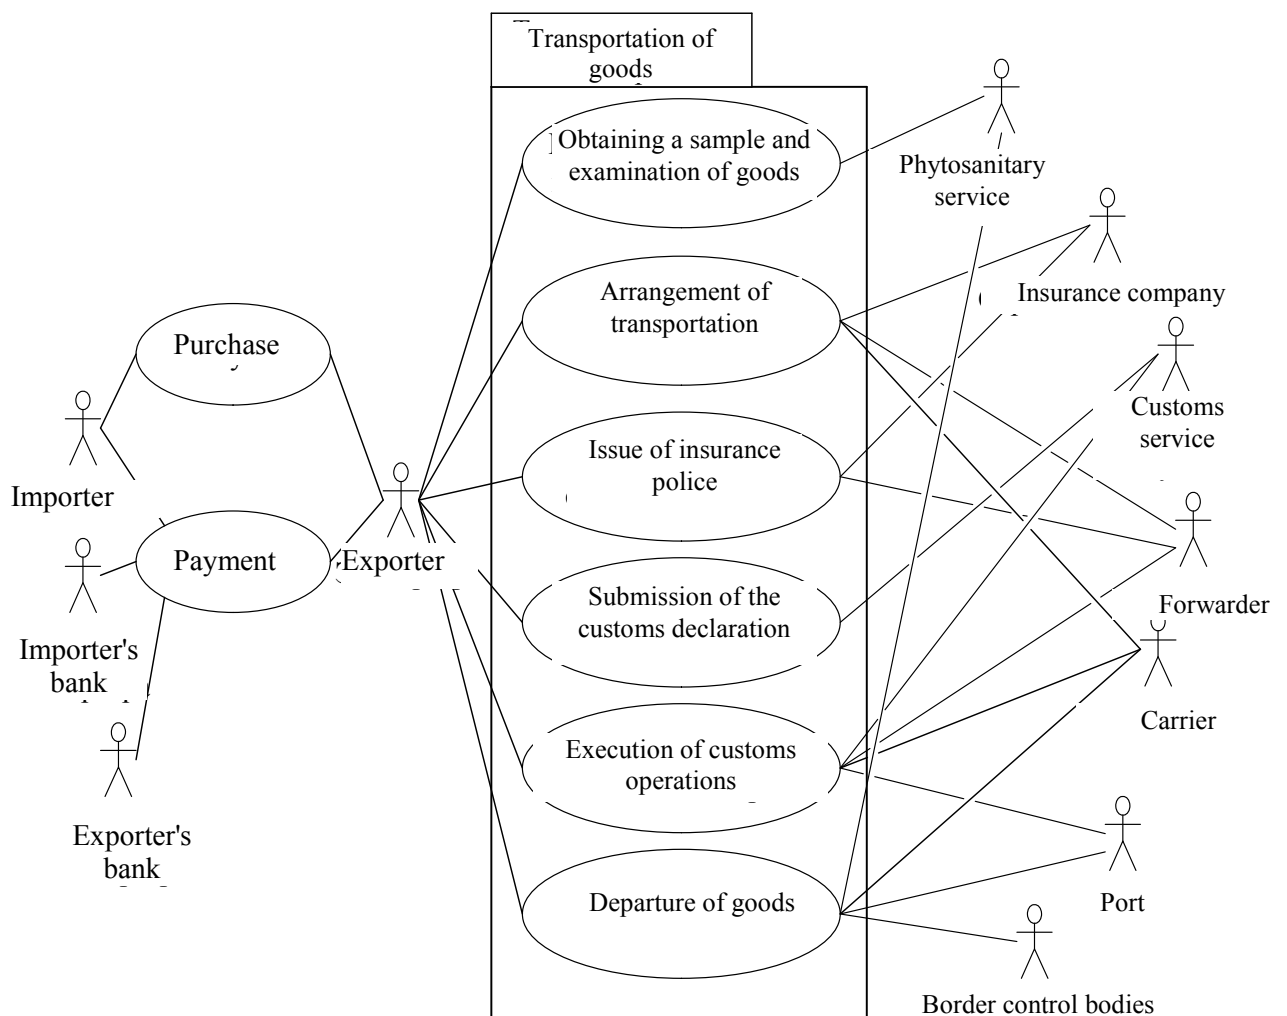 Transportation of
goods
Obtaining a sample and
examination of goods
Phytosanitary
service
Arrangement of
transportation
Insurance company
Purchase
Customs
service
Issue of insurance
police
Importer
Payment
Exporter
Submission of the
customs declaration
Forwarder
Importer's
bank
Carrier
Execution of customs
operations
Exporter's
bank
Departure of goods
Port
Border control bodies